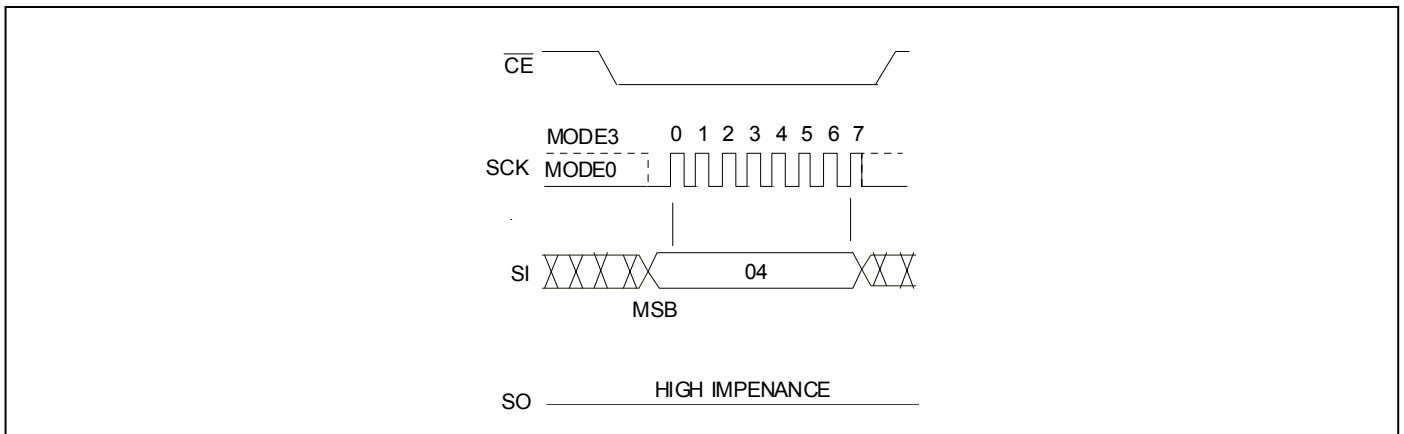 CE
MODE3 0 1 2 3 4 5 6 7
SCK MODE0
SI 04
MSB
SO HIGH IMPENANCE